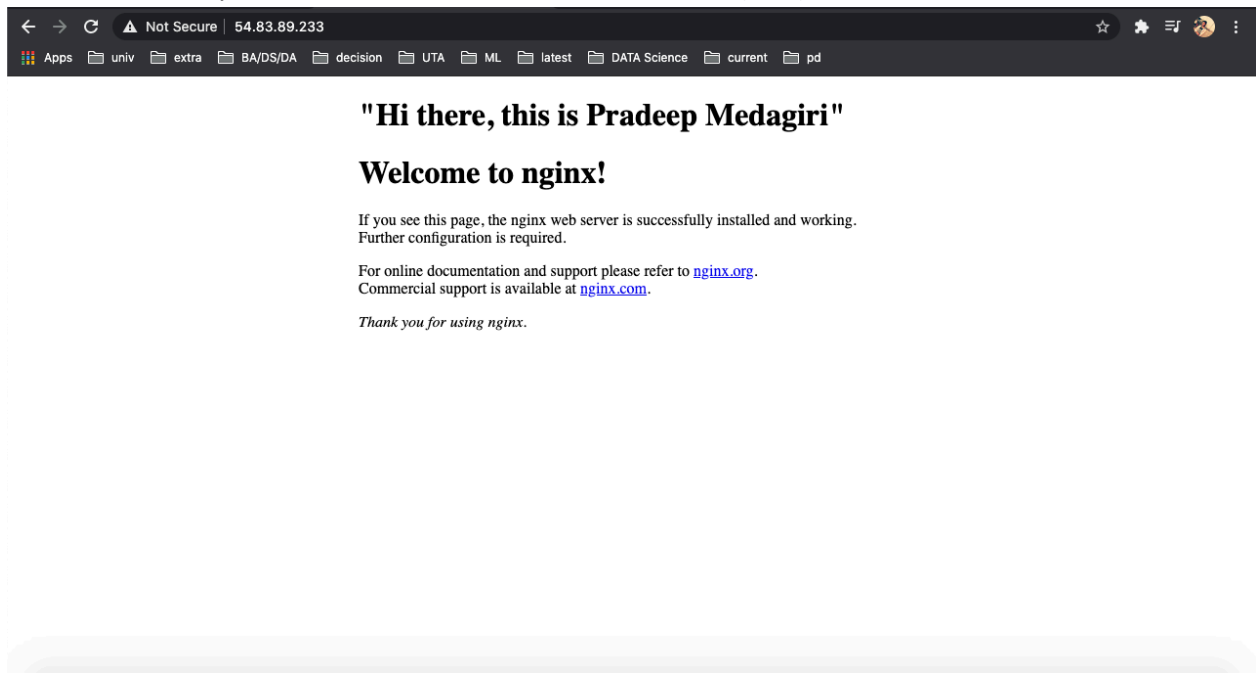 Not Secure | 54.83.89.233
Apps univ extra BA/DS/DA decision UTA ML latest DATA Science current pd
"Hi there, this is Pradeep Medagiri"
Welcome to nginx!
If you see this page, the nginx web server is successfully installed and working.
Further configuration is required.
For online documentation and support please refer to nginx.org.
Commercial support is available at nginx.com.
Thank you for using nginx.